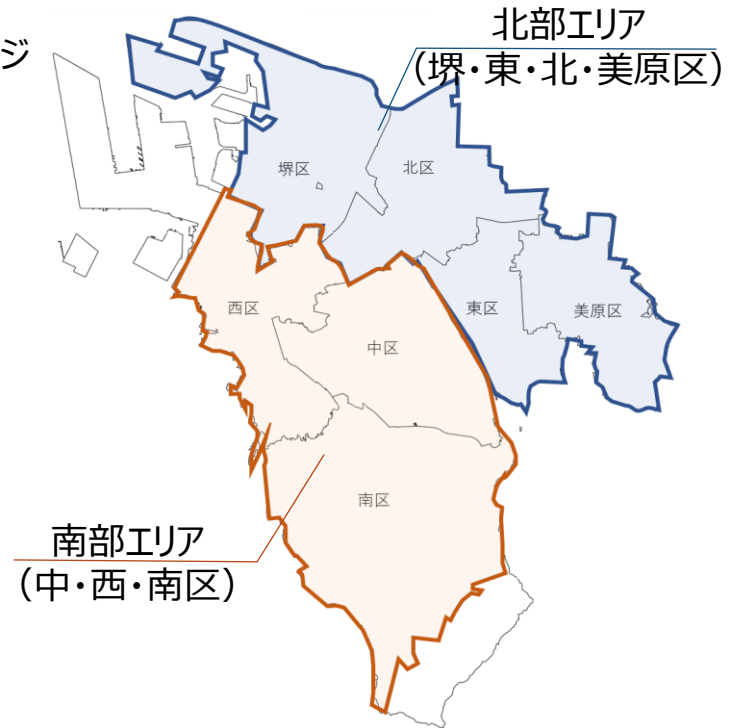 ジ
北部エリア
（堺・東・北・美原区）
堺区
北区
西区
東区
美原区
中区
南区
南部エリア
（中・西・南区）